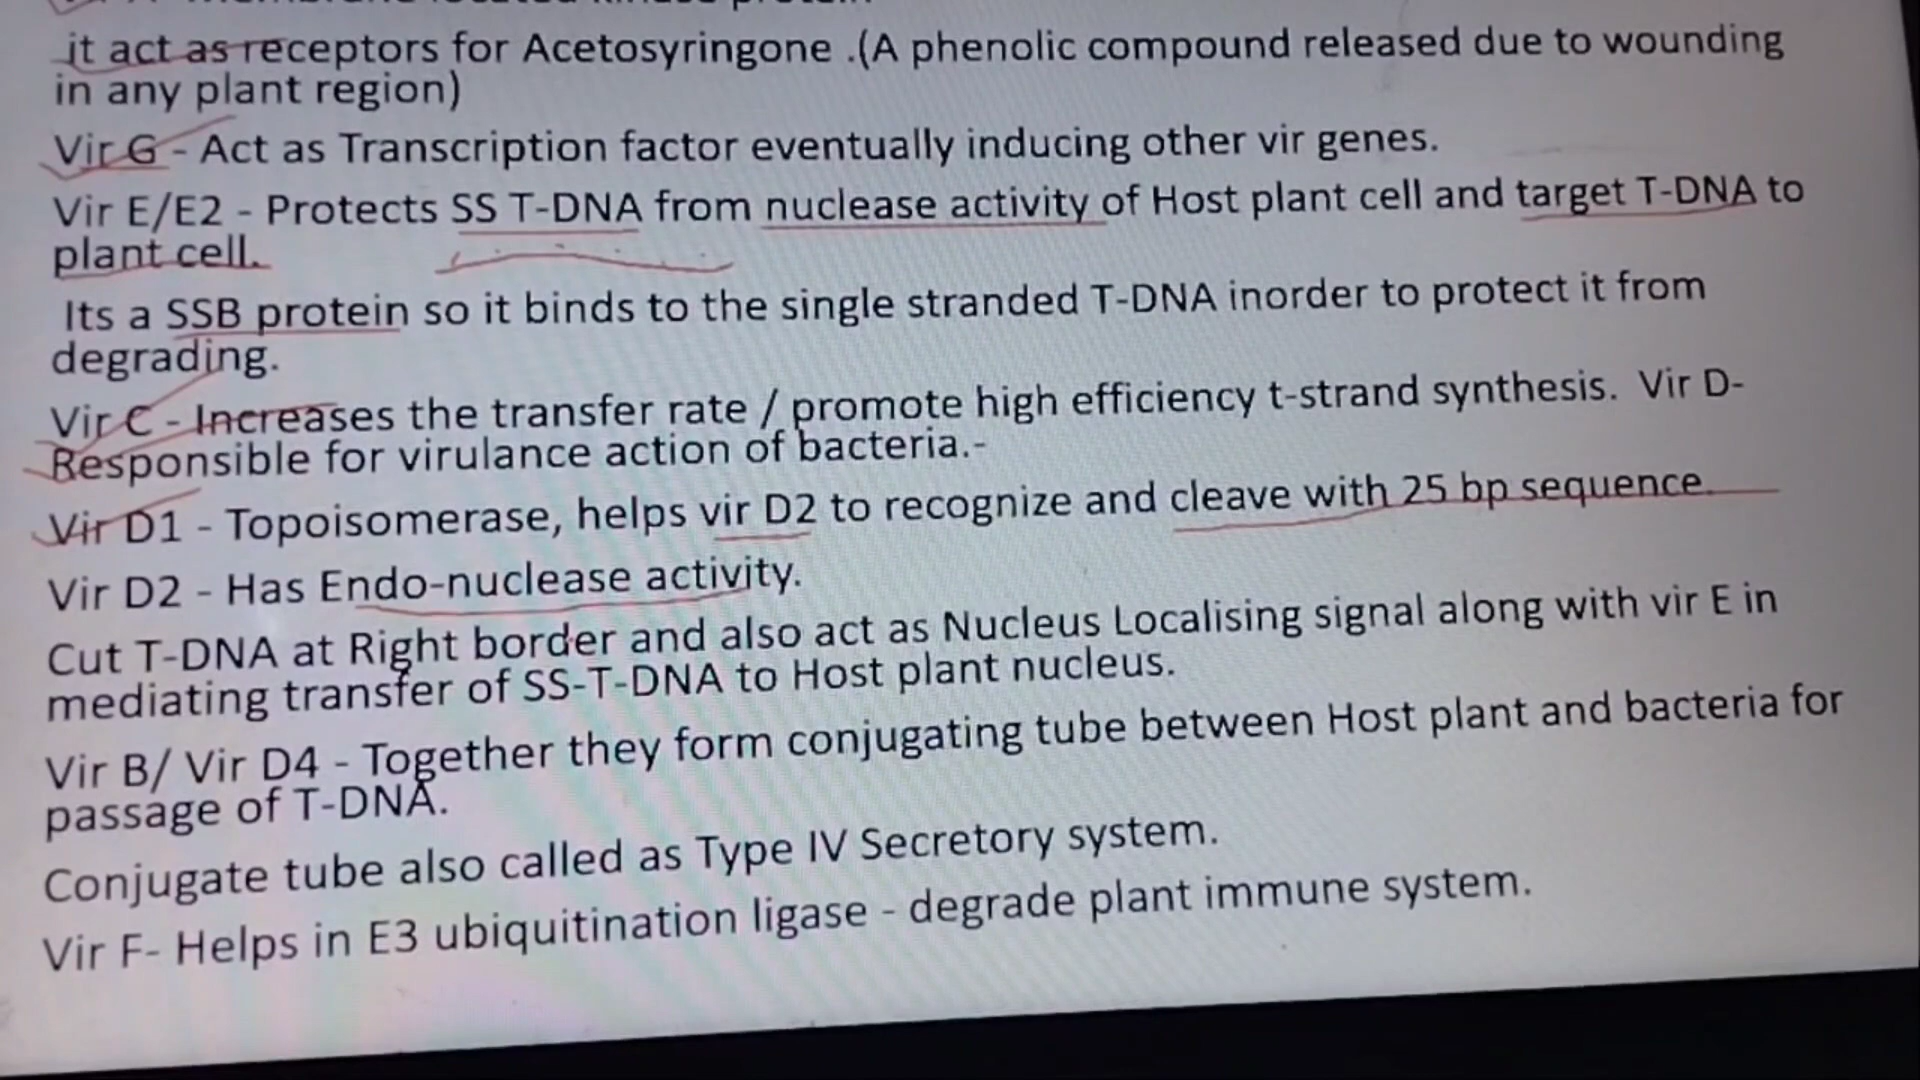 it act as receptors for Acetosyringone .(A phenolic compound released due to wounding
in any plant region)
Vir G - Act as Transcription factor eventually inducing other vir genes.
Vir E/E2 - Protects SS T-DNA from nuclease activity of Host plant cell and target T-DNA to
plant cell.
Its a SSB protein so it binds to the single stranded T-DNA inorder to protect it from
degrading.
Vir C - Increases the transfer rate / promote high efficiency t-strand synthesis. Vir D-
Responsible for virulance action of bacteria.-
Vir D1 - Topoisomerase, helps vir D2 to recognize and cleave with 25 bp sequence.
Vir D2 - Has Endo-nuclease activity.
Cut T-DNA at Right border and also act as Nucleus Localising signal along with vir E in
mediating transfer of SS-T-DNA to Host plant nucleus.
Vir B/ Vir D4 - Together they form conjugating tube between Host plant and bacteria for
passage of T-DNA.
Conjugate tube also called as Type IV Secretory system.
Vir F- Helps in E3 ubiquitination ligase - degrade plant immune system.